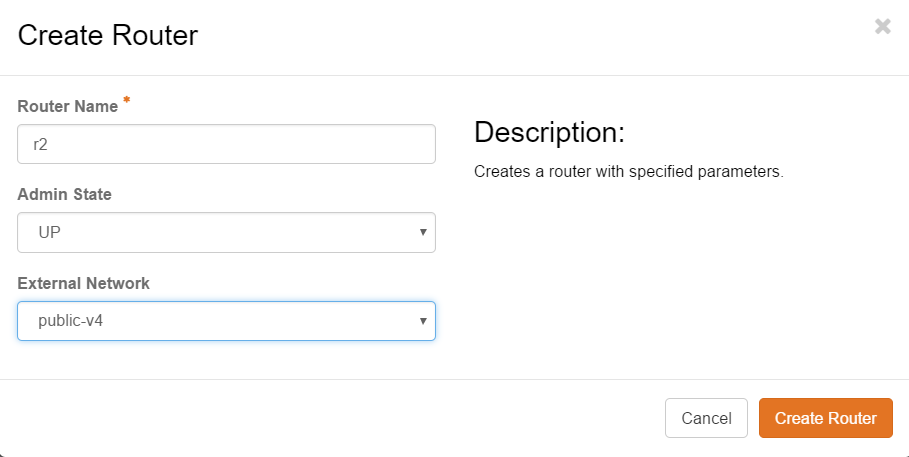 Create Router
Router Name *
r2
Admin State
UP
External Network
public-v4
Description:
Creates a router with specified parameters.
Cancel
Create Router